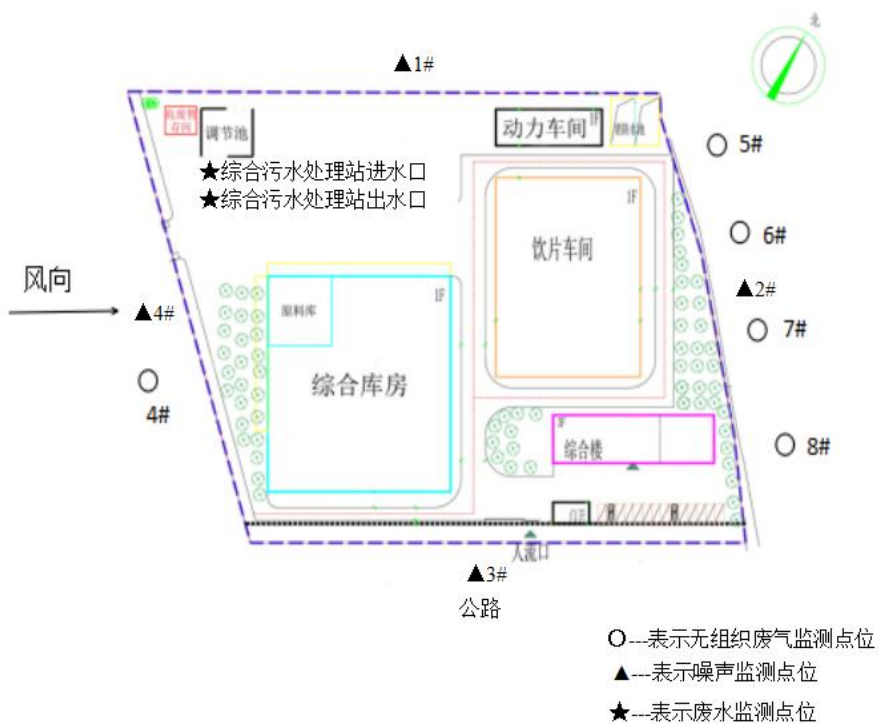 北
▲1#
调节池
动力车间
1F
5#
★综合污水处理站进水口
★综合污水处理站出水口
1F
饮片车间
6#
风向
▲4#
▲2#
原料库
1F
7#
综合库房
4#
3F
综合楼
8#
人流口
▲3#
公路
○---表示无组织废气监测点位
▲---表示噪声监测点位
★---表示废水监测点位